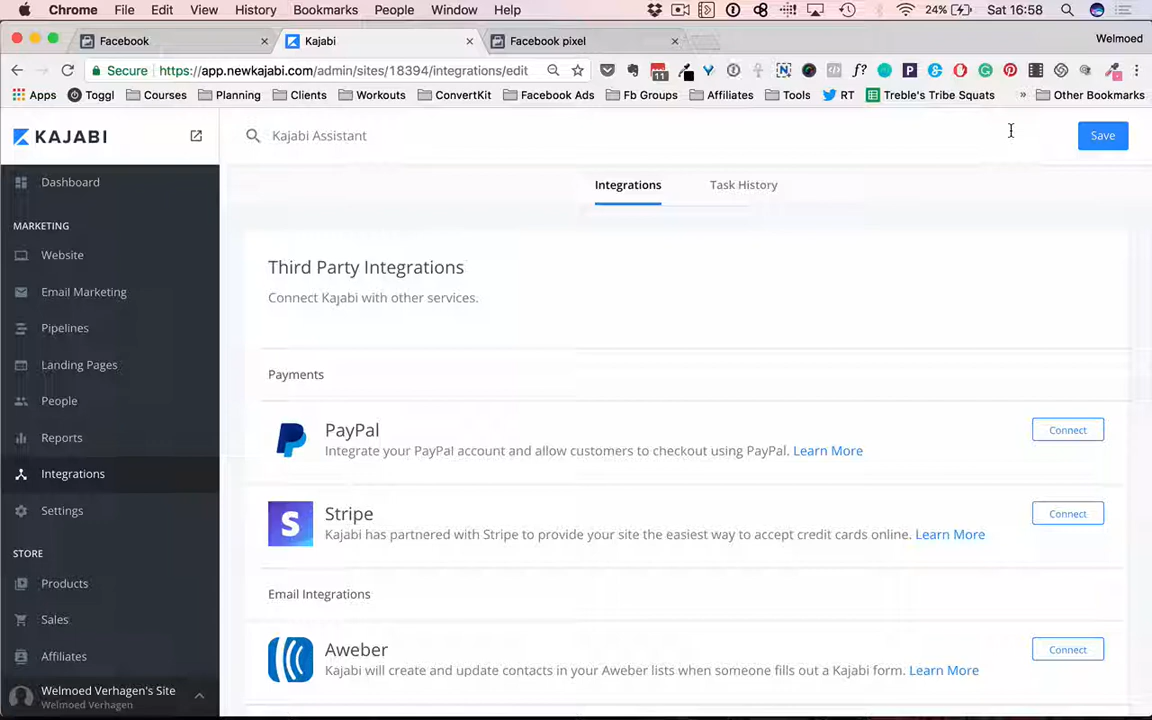 Chrome File Edit View History Bookmarks People Window Help 24% Sat 16:58
Facebook Kajabi Facebook pixel Welmoed
Secure https://app.newkajabi.com/admin/sites/18394/integrations/edit 11 f?
Apps Toggl Courses Planning Clients Workouts ConvertKit Facebook Ads Fb Groups Affiliates Tools RT Treble's Tribe Squats » Other Bookmarks
KAJABI Kajabi Assistant Save
Dashboard
Integrations Task History
MARKETING
Website
Email Marketing
Pipelines
Landing Pages
People
Reports
Integrations
Settings
STORE
Products
Sales
Affiliates
Welmoed Verhagen's Site
Welmoed Verhagen
Third Party Integrations
Connect Kajabi with other services.
Payments
PayPal
Integrate your PayPal account and allow customers to checkout using PayPal. Learn More
Connect
Stripe
Kajabi has partnered with Stripe to provide your site the easiest way to accept credit cards online. Learn More
Connect
Email Integrations
Aweber
Kajabi will create and update contacts in your Aweber lists when someone fills out a Kajabi form. Learn More
Connect